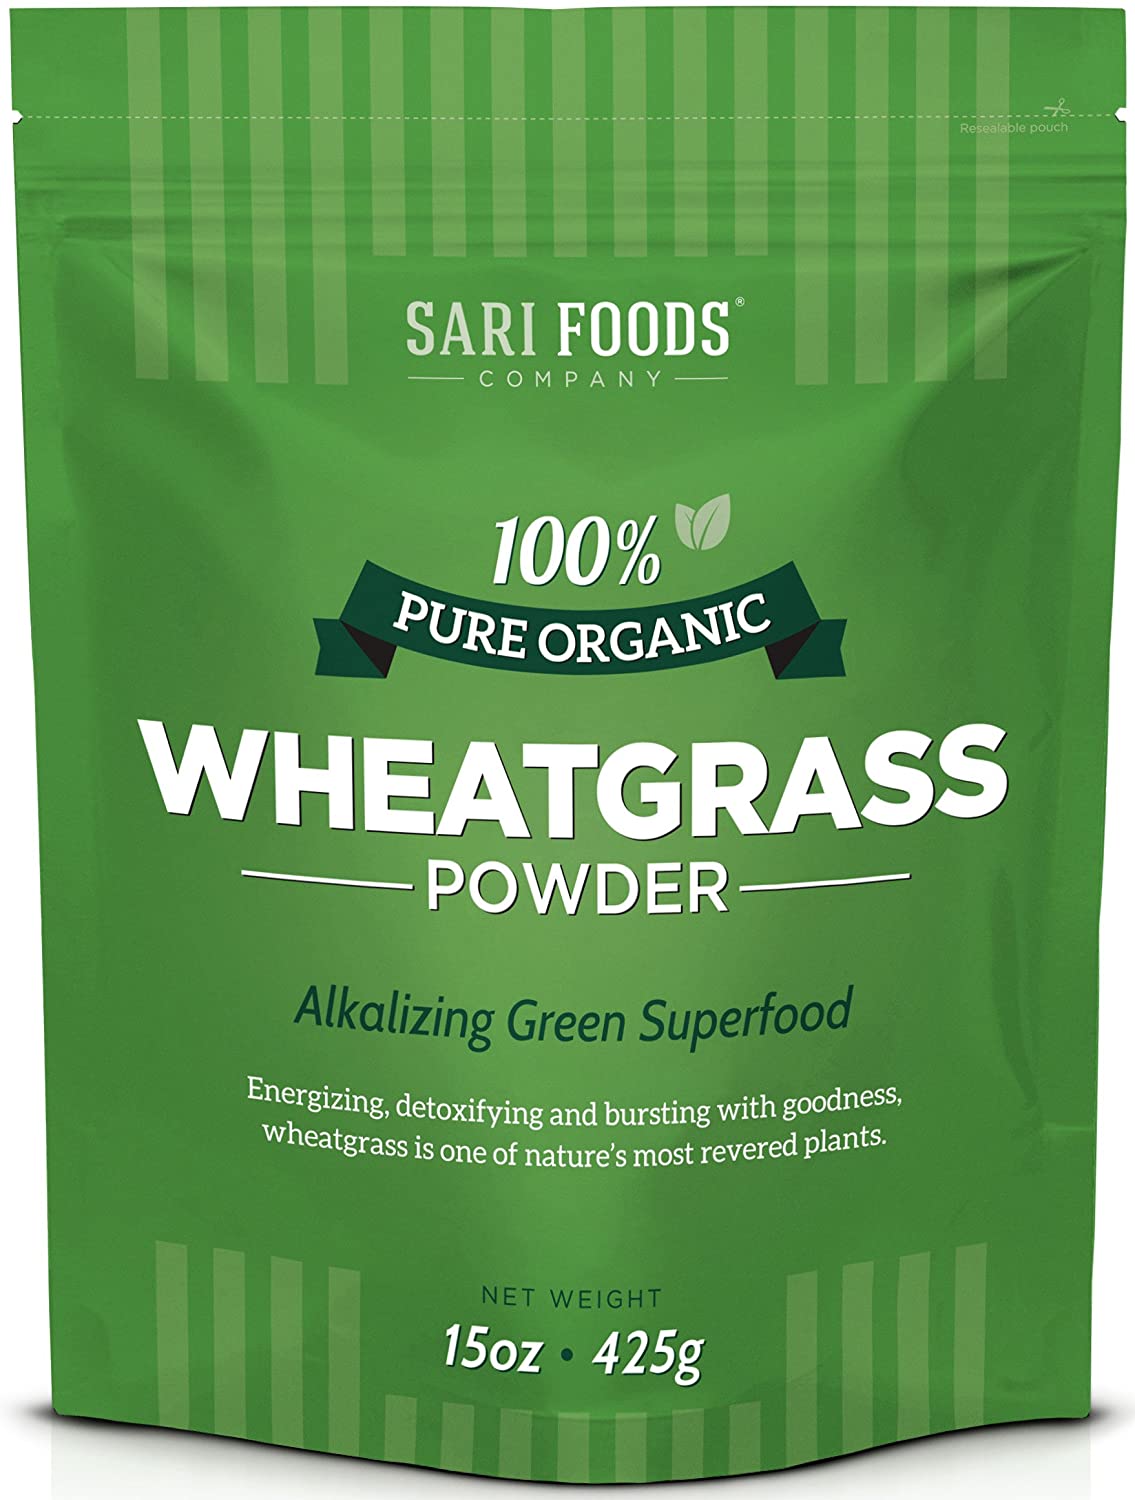 Resealable pouch
SARI FOODS®
COMPANY
100%
PURE ORGANIC
WHEATGRASS
POWDER
Alkalizing Green Superfood
Energizing, detoxifying and bursting with goodness,
wheatgrass is one of nature's most revered plants.
NET WEIGHT
15oz • 425g